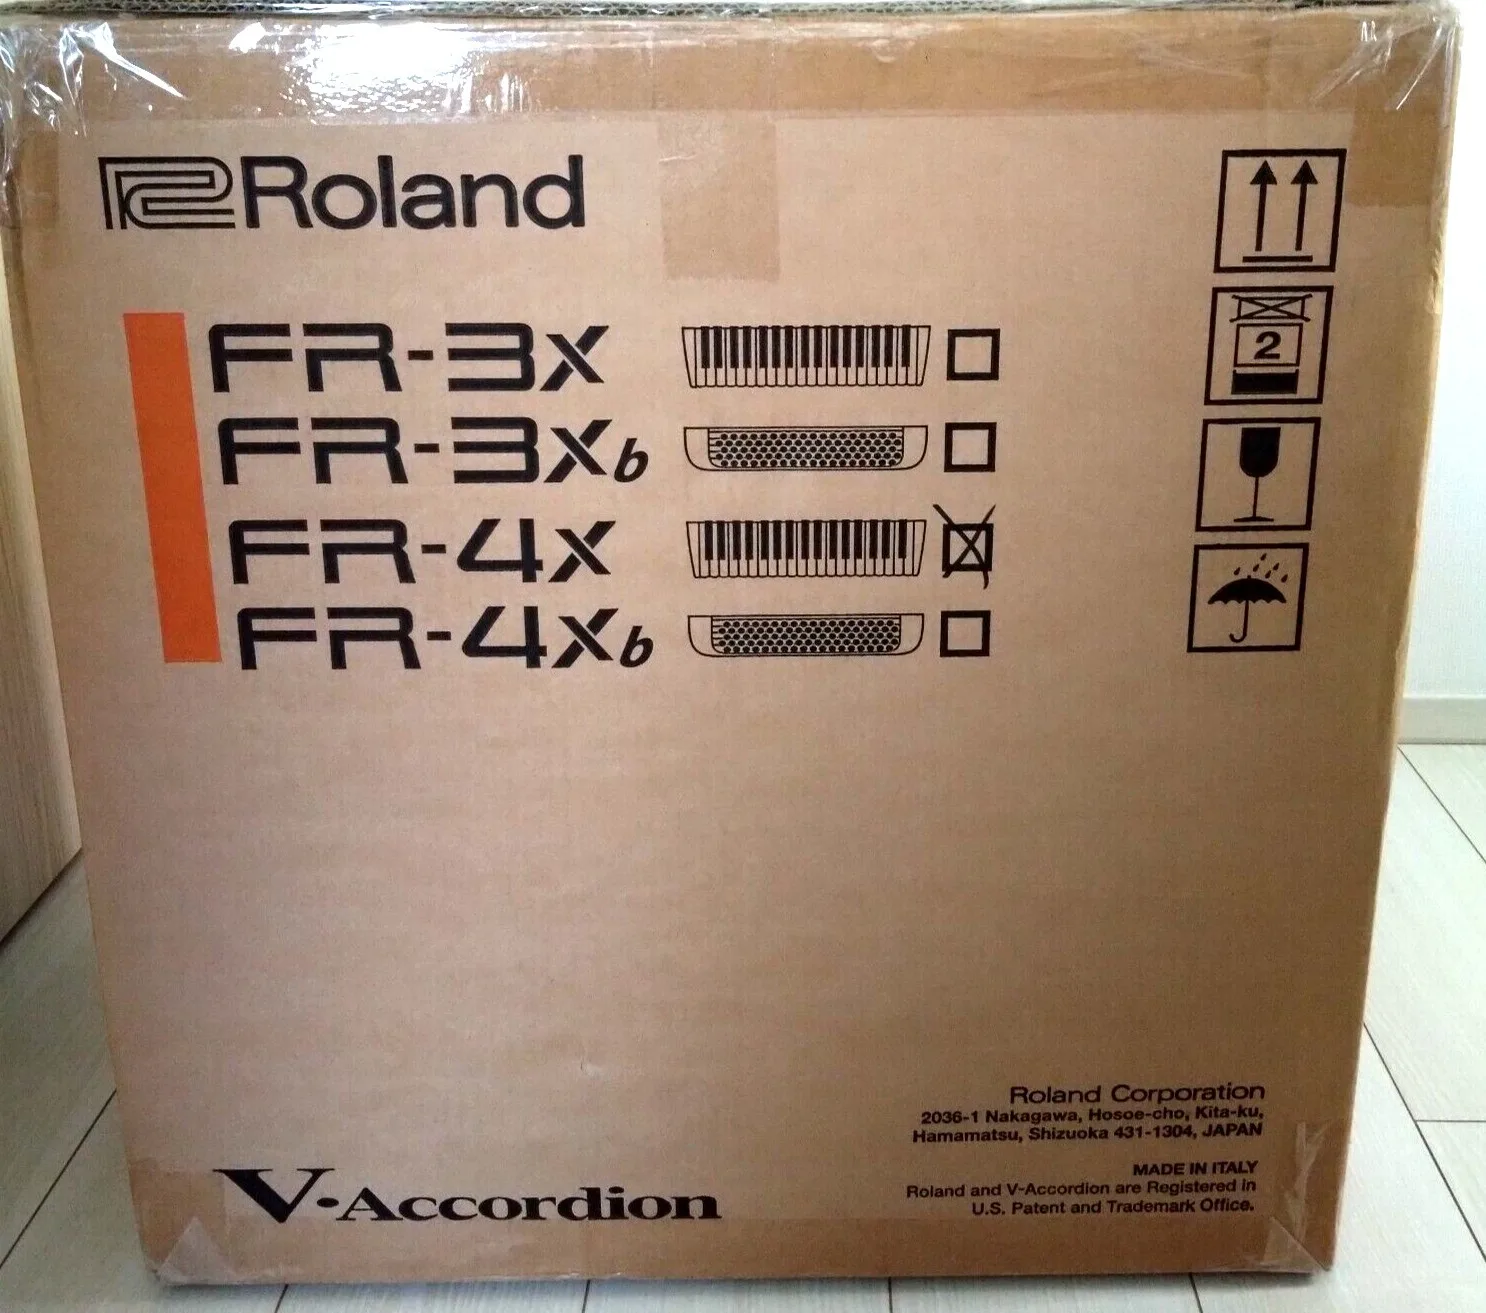 Roland
FR-3x
FR-3xb
FR-4x
FR-4xb
2
Roland Corporation
2036-1 Nakagawa, Hosoe-cho, Kita-ku,
Hamamatsu, Shizuoka 431-1304, JAPAN
MADE IN ITALY
Roland and V-Accordion are Registered in
U.S. Patent and Trademark Office.
V-Accordion